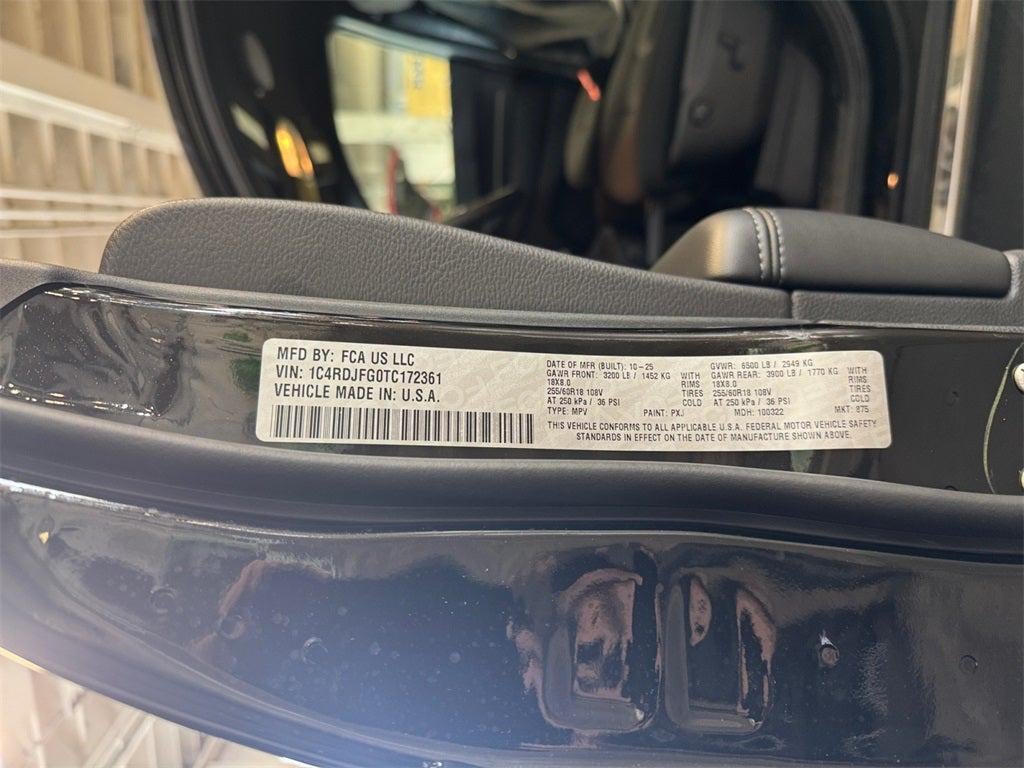 MFD BY: FCA US LLC
VIN: 1C4RDJFG0TC172361
VEHICLE MADE IN: U.S.A.
DATE OF MFR (BUILT): 10-25
GAWR FRONT: 3200 LB / 1452 KG WITH
18X8.0 RIMS
255/60R18 108V TIRES
AT 250 kPa / 36 PSI COLD
TYPE: MPV PAINT: PXJ
GVWR: 6500 LB / 2949 KG
GAWR REAR: 3900 LB / 1770 KG WITH
18X8.0 RIMS
255/60R18 108V TIRES
AT 250 kPa / 36 PSI COLD
MDH: 100322 MKT: 875
THIS VEHICLE CONFORMS TO ALL APPLICABLE U.S.A. FEDERAL MOTOR VEHICLE SAFETY
STANDARDS IN EFFECT ON THE DATE OF MANUFACTURE SHOWN ABOVE.